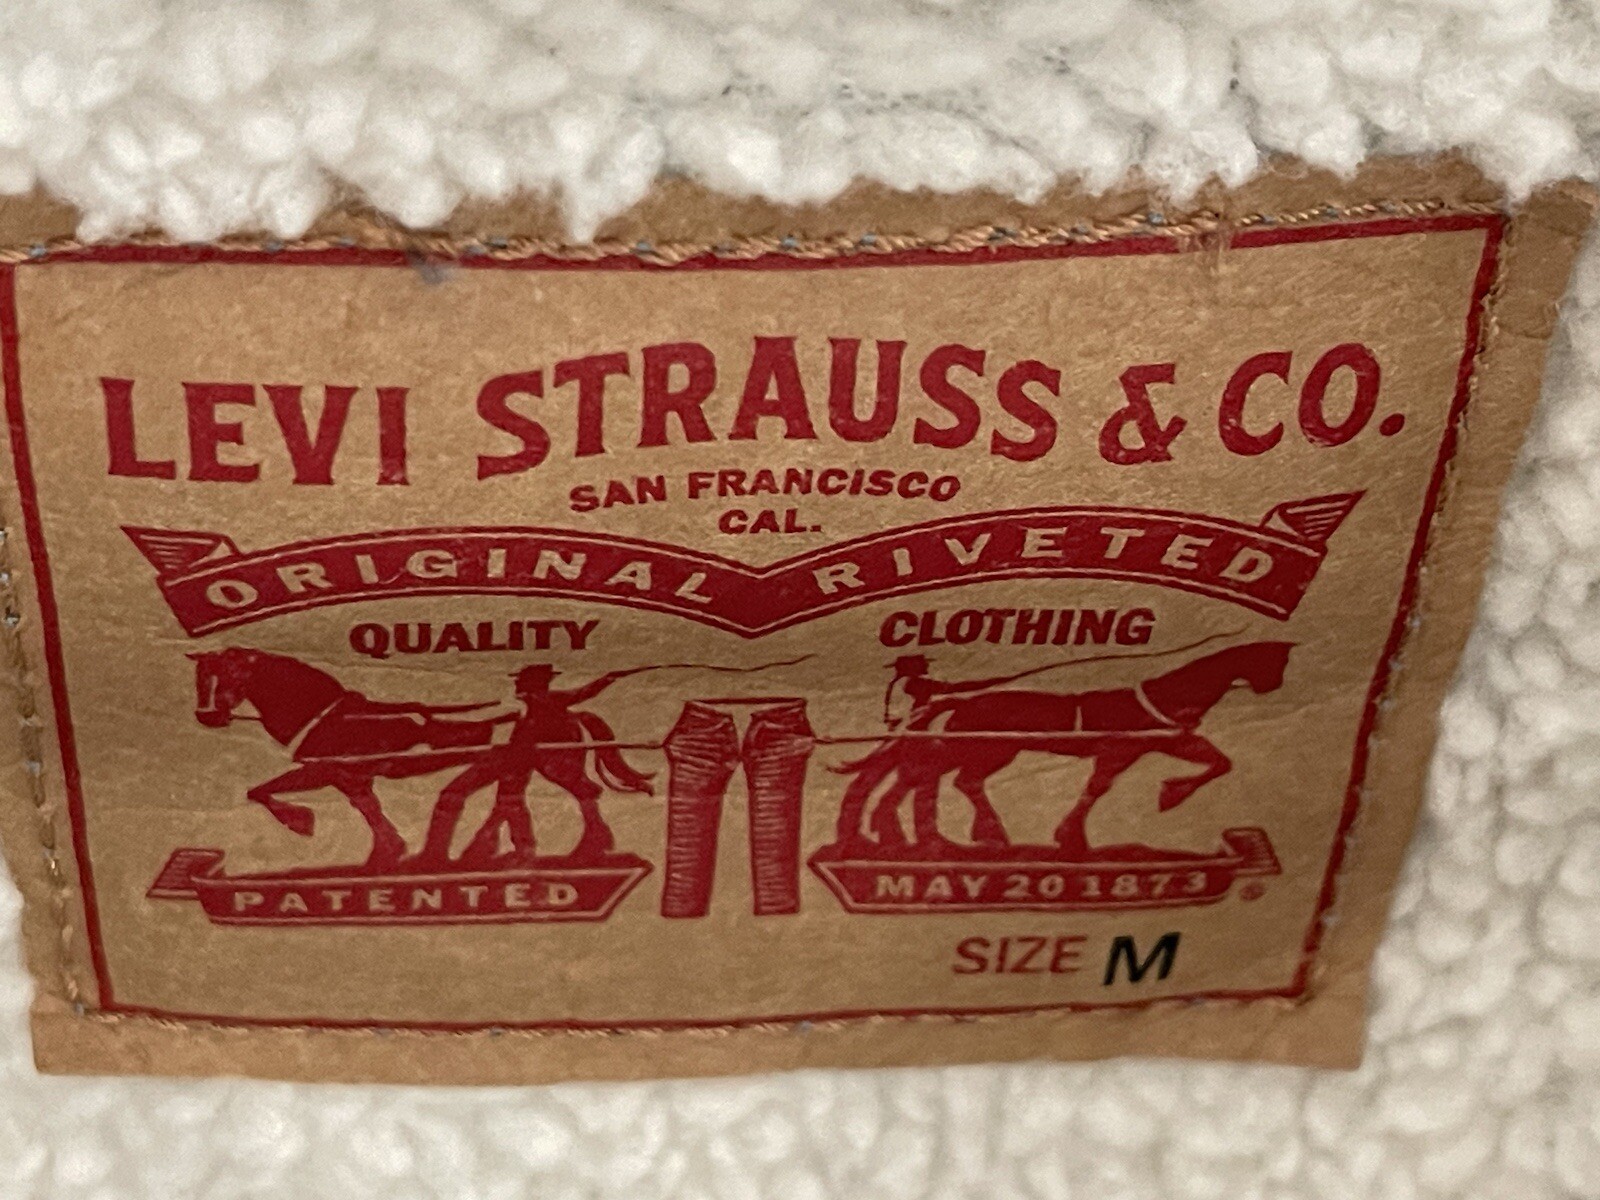 LEVI STRAUSS & CO.
SAN FRANCISCO
CAL.
ORIGINAL RIVETED
QUALITY CLOTHING
PATENTED MAY 20 1873 ®
SIZE M